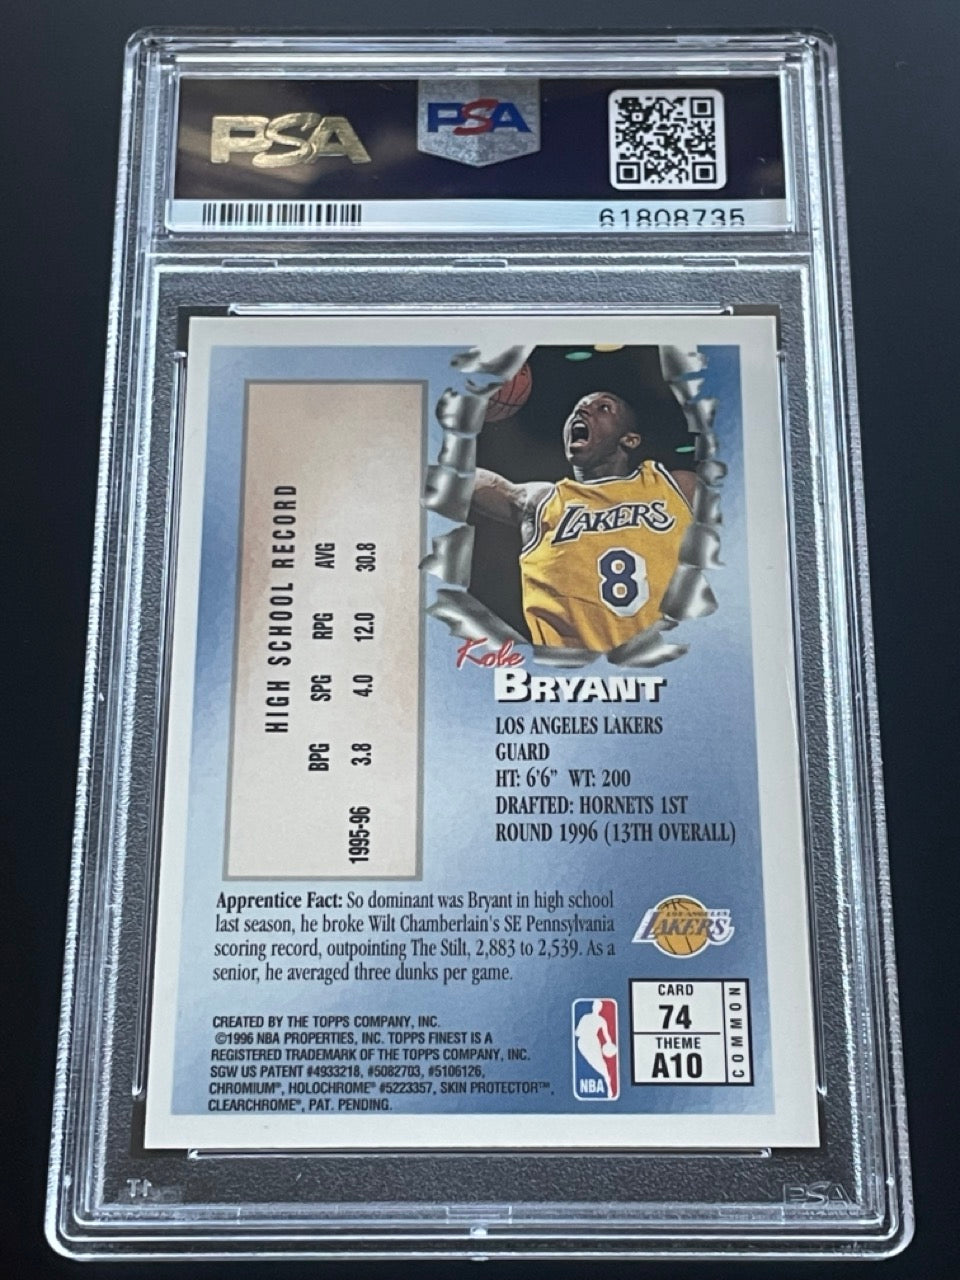 PSA
PSA
61808735
HIGH SCHOOL RECORD
BPG SPG RPG AVG
1995-96 3.8 4.0 12.0 30.8
LAKERS
8
Kobe
BRYANT
LOS ANGELES LAKERS
GUARD
HT: 6'6" WT: 200
DRAFTED: HORNETS 1ST
ROUND 1996 (13TH OVERALL)
Apprentice Fact: So dominant was Bryant in high school
last season, he broke Wilt Chamberlain's SE Pennsylvania
scoring record, outpointing The Stilt, 2,883 to 2,539. As a
senior, he averaged three dunks per game.
LOS ANGELES
LAKERS
CREATED BY THE TOPPS COMPANY, INC.
©1996 NBA PROPERTIES, INC. TOPPS FINEST IS A
REGISTERED TRADEMARK OF THE TOPPS COMPANY, INC.
SGW US PATENT #4933218, #5082703, #5106126,
CHROMIUM®, HOLOCHROME® #5223357, SKIN PROTECTOR™,
CLEARCHROME®, PAT. PENDING.
NBA
CARD
74
THEME
A10
COMMON
PSA